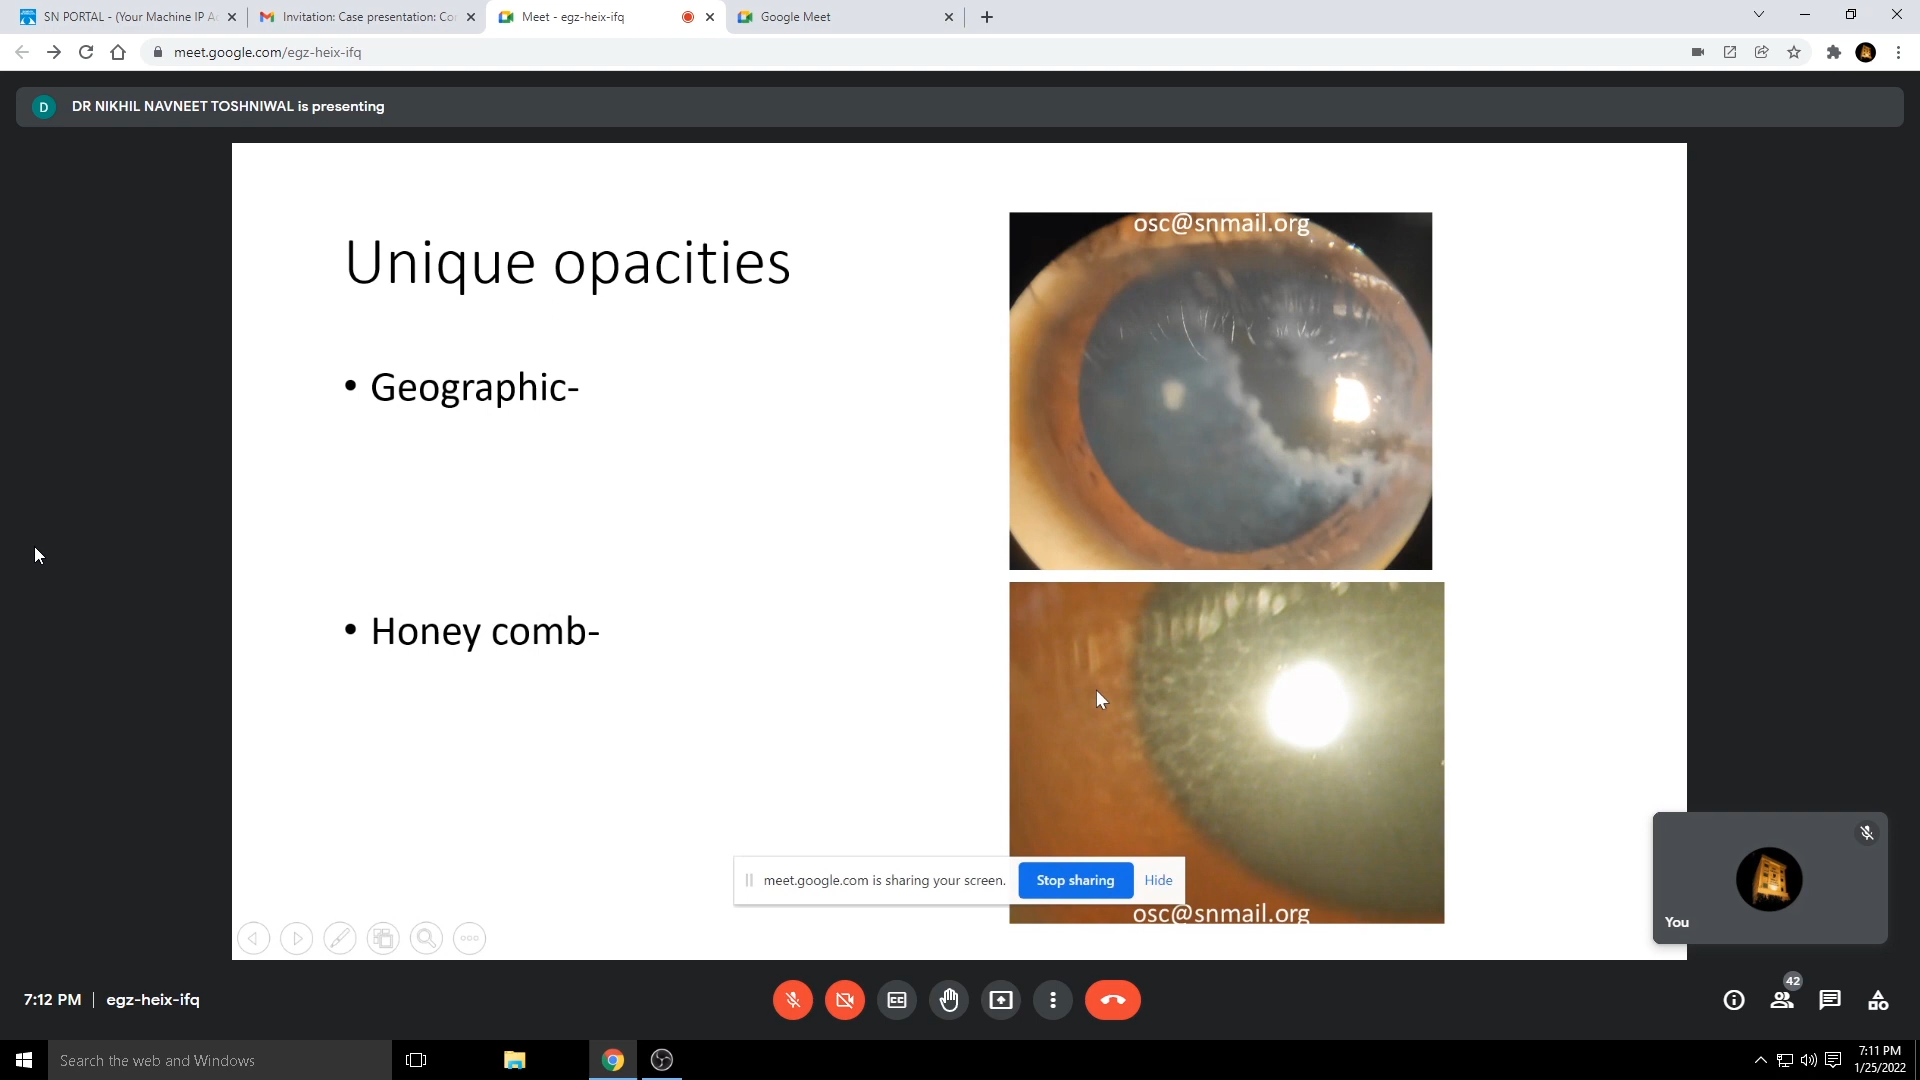 SN PORTAL - (Your Machine IP A
Invitation: Case presentation: Co
Meet - egz-heix-ifq
Google Meet
meet.google.com/egz-heix-ifq
D
DR NIKHIL NAVNEET TOSHNIWAL is presenting
osc@snmail.org
Unique opacities
• Geographic-
• Honey comb-
meet.google.com is sharing your screen.
Stop sharing
Hide
osc@snmail.org
You
7:12 PM | egz-heix-ifq
CC
42
Search the web and Windows
7:11 PM
1/25/2022